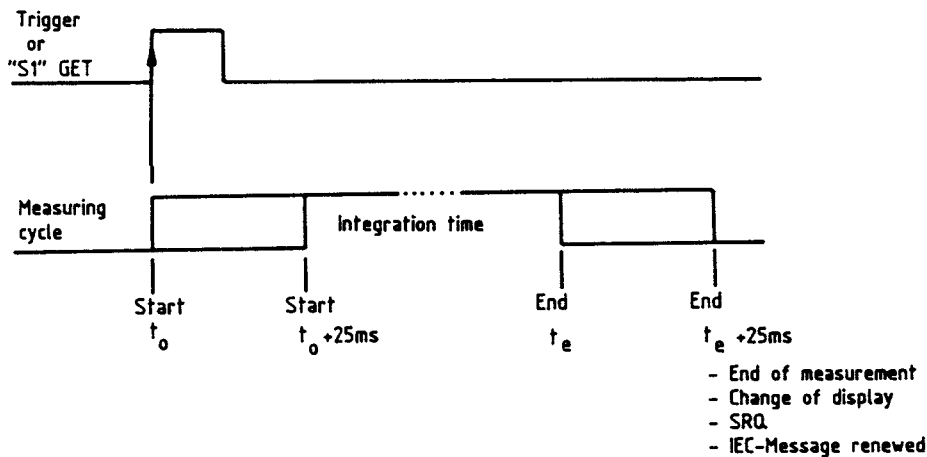 Trigger
or
"S1" GET
Measuring
cycle
Integration time
Start
t₀
Start
t₀ +25ms
End
tₑ
End
tₑ +25ms
- End of measurement
- Change of display
- SRQ
- IEC-Message renewed